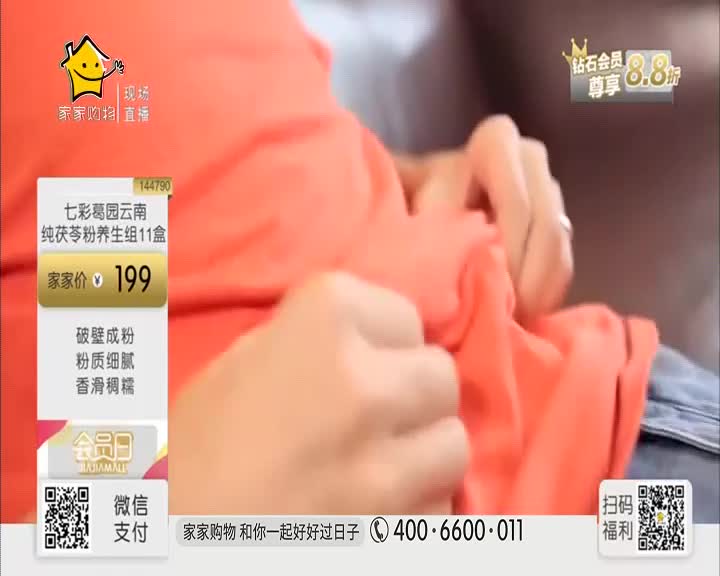 家家购物
现场
直播
钻石会员
尊享
8.8折
144790
七彩葛园云南
纯茯苓粉养生组11盒
家家价 ¥ 199
破壁成粉
粉质细腻
香滑稠糯
会员日
微信
支付
家家购物 和你一起好好过日子
400·6600·011
扫码
福利